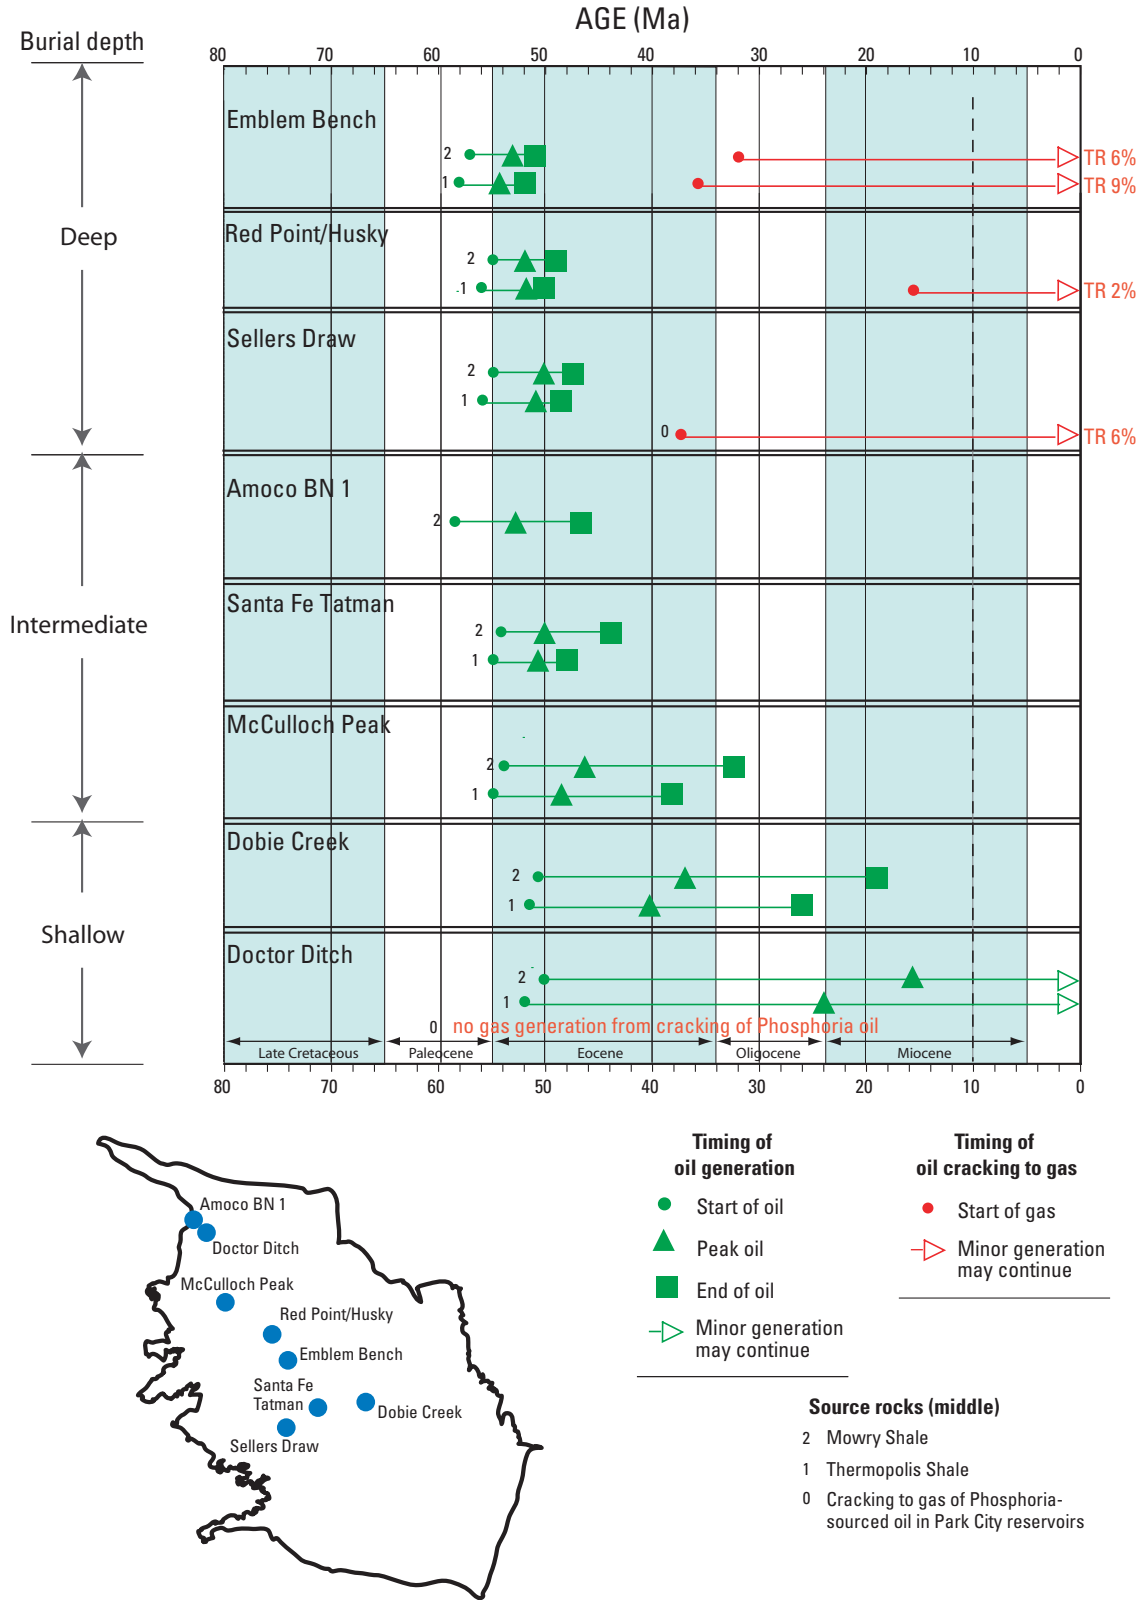 AGE (Ma)
Burial depth
80 70 60 50 40 30 20 10 0
Emblem Bench
2 TR 6%
1 TR 9%
Deep
Red Point/Husky
2
1 TR 2%
Sellers Draw
2
1
0 TR 6%
Amoco BN 1
2
Intermediate
Santa Fe Tatman
2
1
McCulloch Peak
2
1
Dobie Creek
2
1
Shallow
Doctor Ditch
2
1
0 no gas generation from cracking of Phosphoria oil
Late Cretaceous Paleocene Eocene Oligocene Miocene
80 70 60 50 40 30 20 10 0
Amoco BN 1
Doctor Ditch
McCulloch Peak
Red Point/Husky
Emblem Bench
Santa Fe
Tatman
Dobie Creek
Sellers Draw
Timing of
oil generation
Start of oil
Peak oil
End of oil
Minor generation
may continue
Timing of
oil cracking to gas
Start of gas
Minor generation
may continue
Source rocks (middle)
2 Mowry Shale
1 Thermopolis Shale
0 Cracking to gas of Phosphoria-
sourced oil in Park City reservoirs